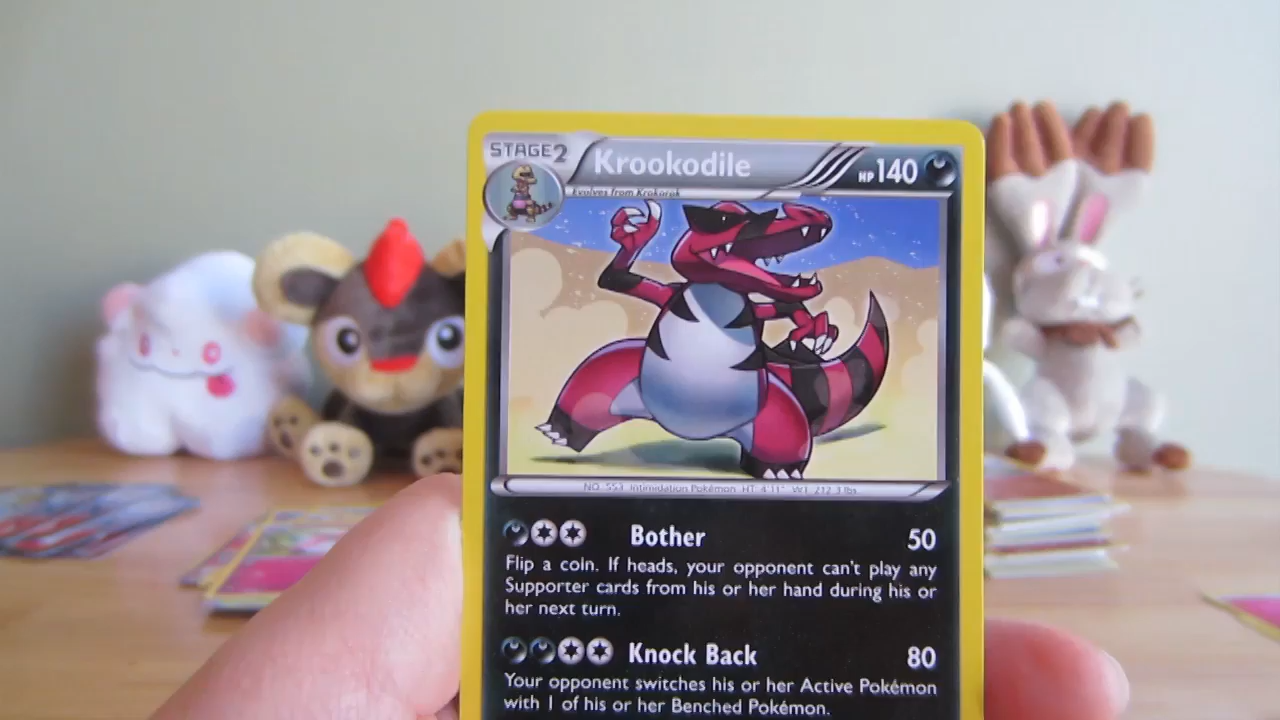 STAGE2 Krookodile HP140
Evolves from Krokorok
NO. 553 Intimidation Pokémon HT: 4'11" WT: 212.3 lbs.
Bother 50
Flip a coin. If heads, your opponent can't play any
Supporter cards from his or her hand during his or
her next turn.
Knock Back 80
Your opponent switches his or her Active Pokémon
with 1 of his or her Benched Pokémon.